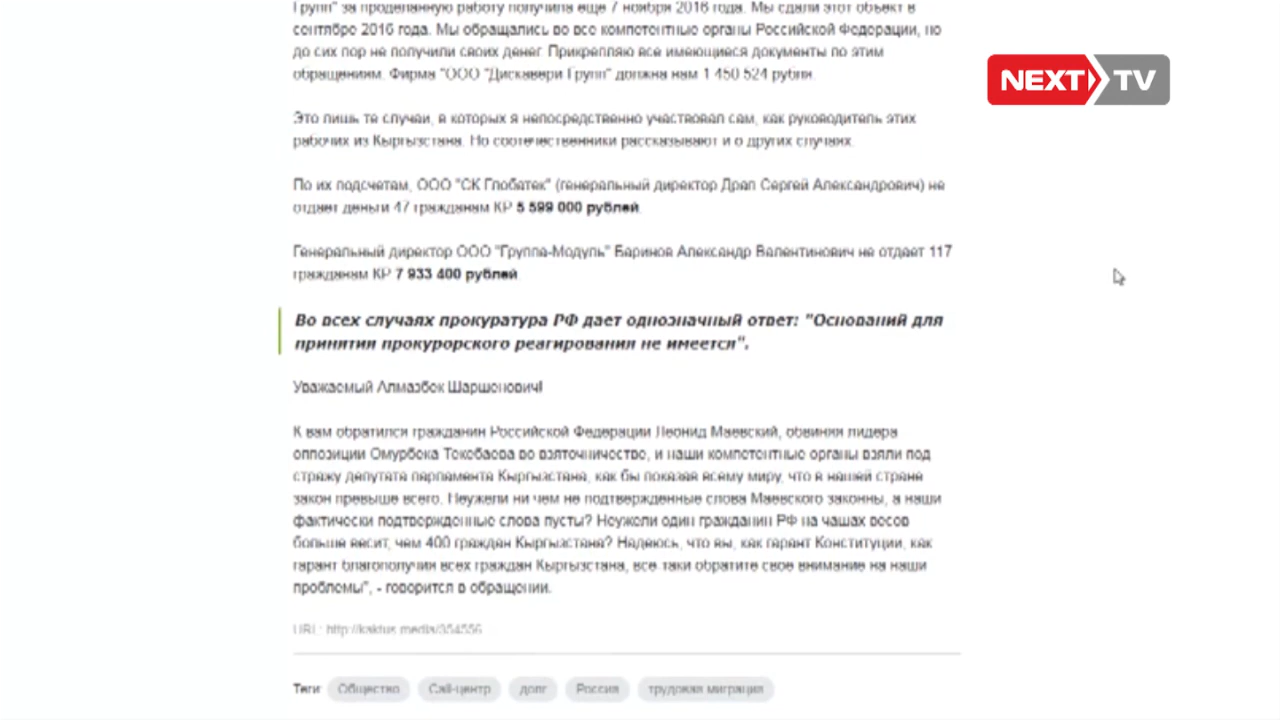 Групп" за проделанную работу получила еще 7 ноября 2016 года. Мы сдали этот объект в
сентябре 2016 года. Мы обращались во все компетентные органы Российской Федерации, но
до сих пор не получили своих денег. Прикрепляю все имеющиеся документы по этим
обращениям. Фирма "ООО "Дискавери Групп" должна нам 1 450 524 рубля.
Это лишь те случаи, в которых я непосредственно участвовал сам, как руководитель этих
рабочих из Кыргызстана. Но соотечественники рассказывают и о других случаях.
По их подсчетам, ООО "СК Глобатек" (генеральный директор Драп Сергей Александрович) не
отдает деньги 47 гражданам КР 5 599 000 рублей.
Генеральный директор ООО "Группа-Модуль" Баринов Александр Валентинович не отдает 117
гражданам КР 7 933 400 рублей.
Во всех случаях прокуратура РФ дает однозначный ответ: "Оснований для
принятия прокурорского реагирования не имеется".
Уважаемый Алмазбек Шаршенович!
К вам обратился гражданин Российской Федерации Леонид Маевский, обвиняя лидера
оппозиции Омурбека Текебаева во взяточничестве, и наши компетентные органы взяли под
стражу депутата парламента Кыргызстана, как бы показав всему миру, что в нашей стране
закон превыше всего. Неужели ни чем не подтвержденные слова Маевского законны, а наши
фактически подтвержденные слова пусты? Неужели один гражданин РФ на чашах весов
больше весит, чем 400 граждан Кыргызстана? Надеюсь, что вы, как гарант Конституции, как
гарант благополучия всех граждан Кыргызстана, все-таки обратите свое внимание на наши
проблемы", - говорится в обращении.
URL: http://kaktus.media/354556
Теги: Общество Call-центр долг Россия трудовая миграция
NEXT TV